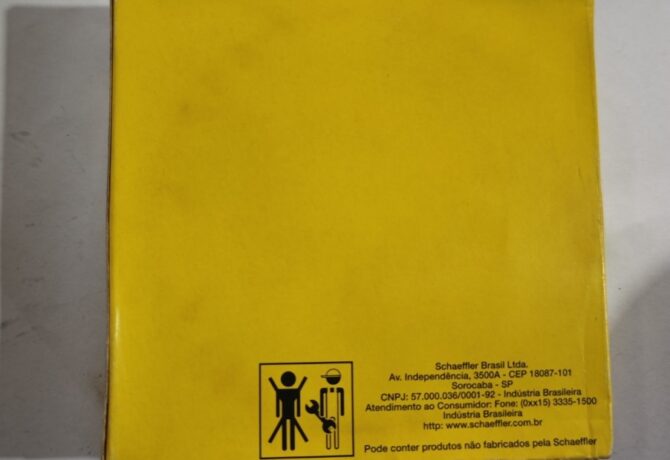 Schaeffler Brasil Ltda.
Av. Independência, 3500A - CEP 18087-101
Sorocaba - SP
CNPJ: 57.000.036/0001-92 - Indústria Brasileira
Atendimento ao Consumidor: Fone: (0xx15) 3335-1500
Indústria Brasileira
http: www.schaeffler.com.br
Pode conter produtos não fabricados pela Schaeffler